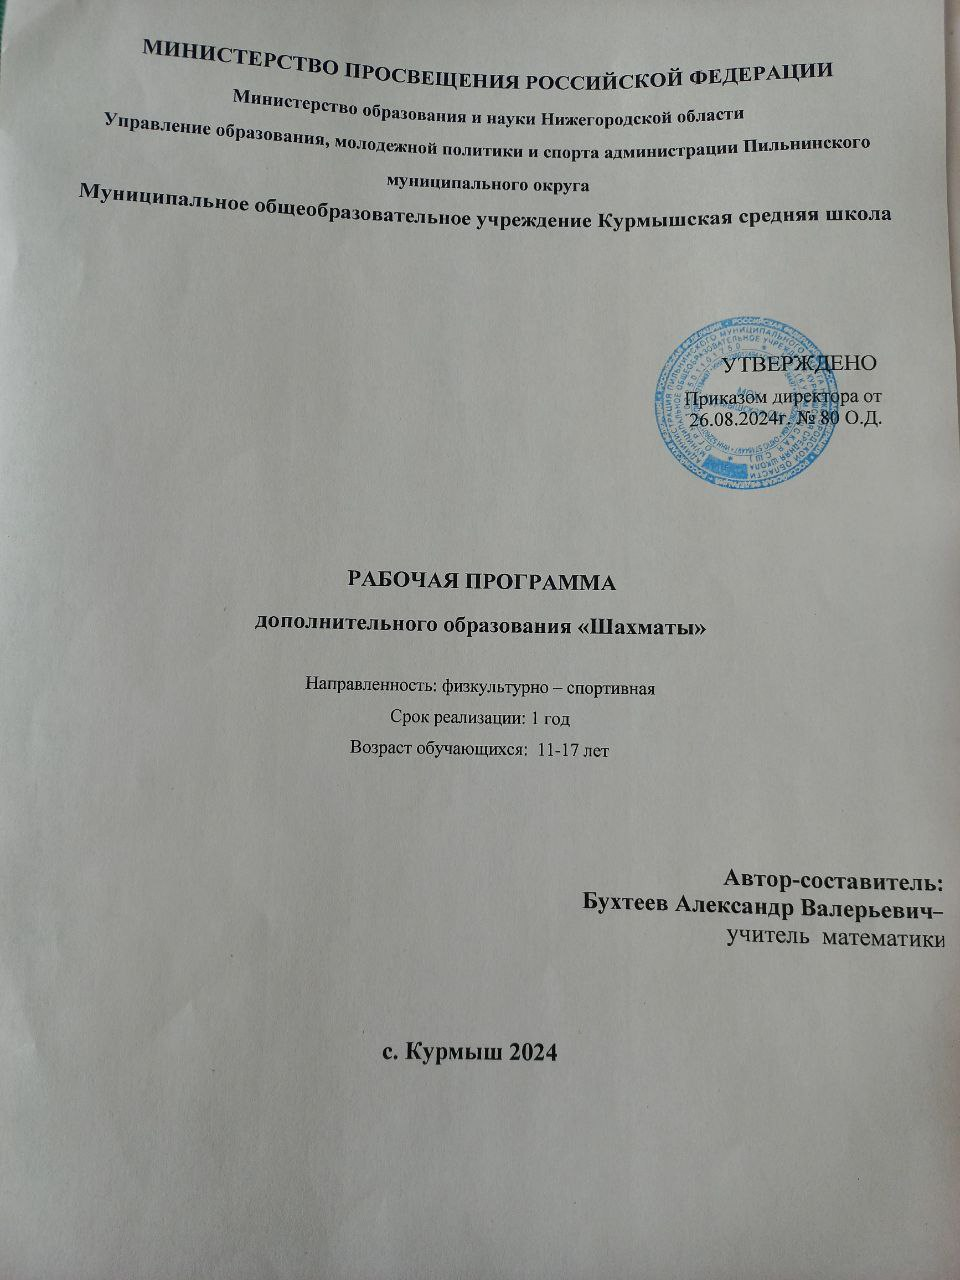 МИНИСТЕРСТВО ПРОСВЕЩЕНИЯ РОССИЙСКОЙ ФЕДЕРАЦИИ
Министерство образования и науки Нижегородской области
Управление образования, молодежной политики и спорта администрации Пильнинского
муниципального округа
Муниципальное общеобразовательное учреждение Курмышская средняя школа
УТВЕРЖДЕНО
Приказом директора от
26.08.2024г. № 80 О.Д.
РАБОЧАЯ ПРОГРАММА
дополнительного образования «Шахматы»
Направленность: физкультурно – спортивная
Срок реализации: 1 год
Возраст обучающихся: 11-17 лет
Автор-составитель:
Бухтеев Александр Валерьевич–
учитель математики
с. Курмыш 2024